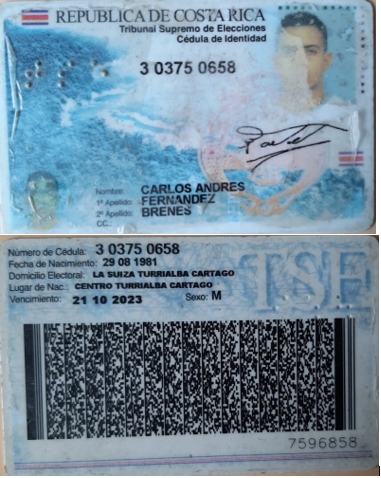 REPUBLICA DE COSTA RICA
Tribunal Supremo de Elecciones
Cédula de Identidad
3 0375 0658
Nombre: CARLOS ANDRES
1° Apellido: FERNANDEZ
2° Apellido: BRENES
CC.:
Número de Cédula: 3 0375 0658
Fecha de Nacimiento: 29 08 1981
Domicilio Electoral: LA SUIZA TURRIALBA CARTAGO
Lugar de Nac.: CENTRO TURRIALBA CARTAGO
Vencimiento: 21 10 2023 Sexo: M
TSE
7596858